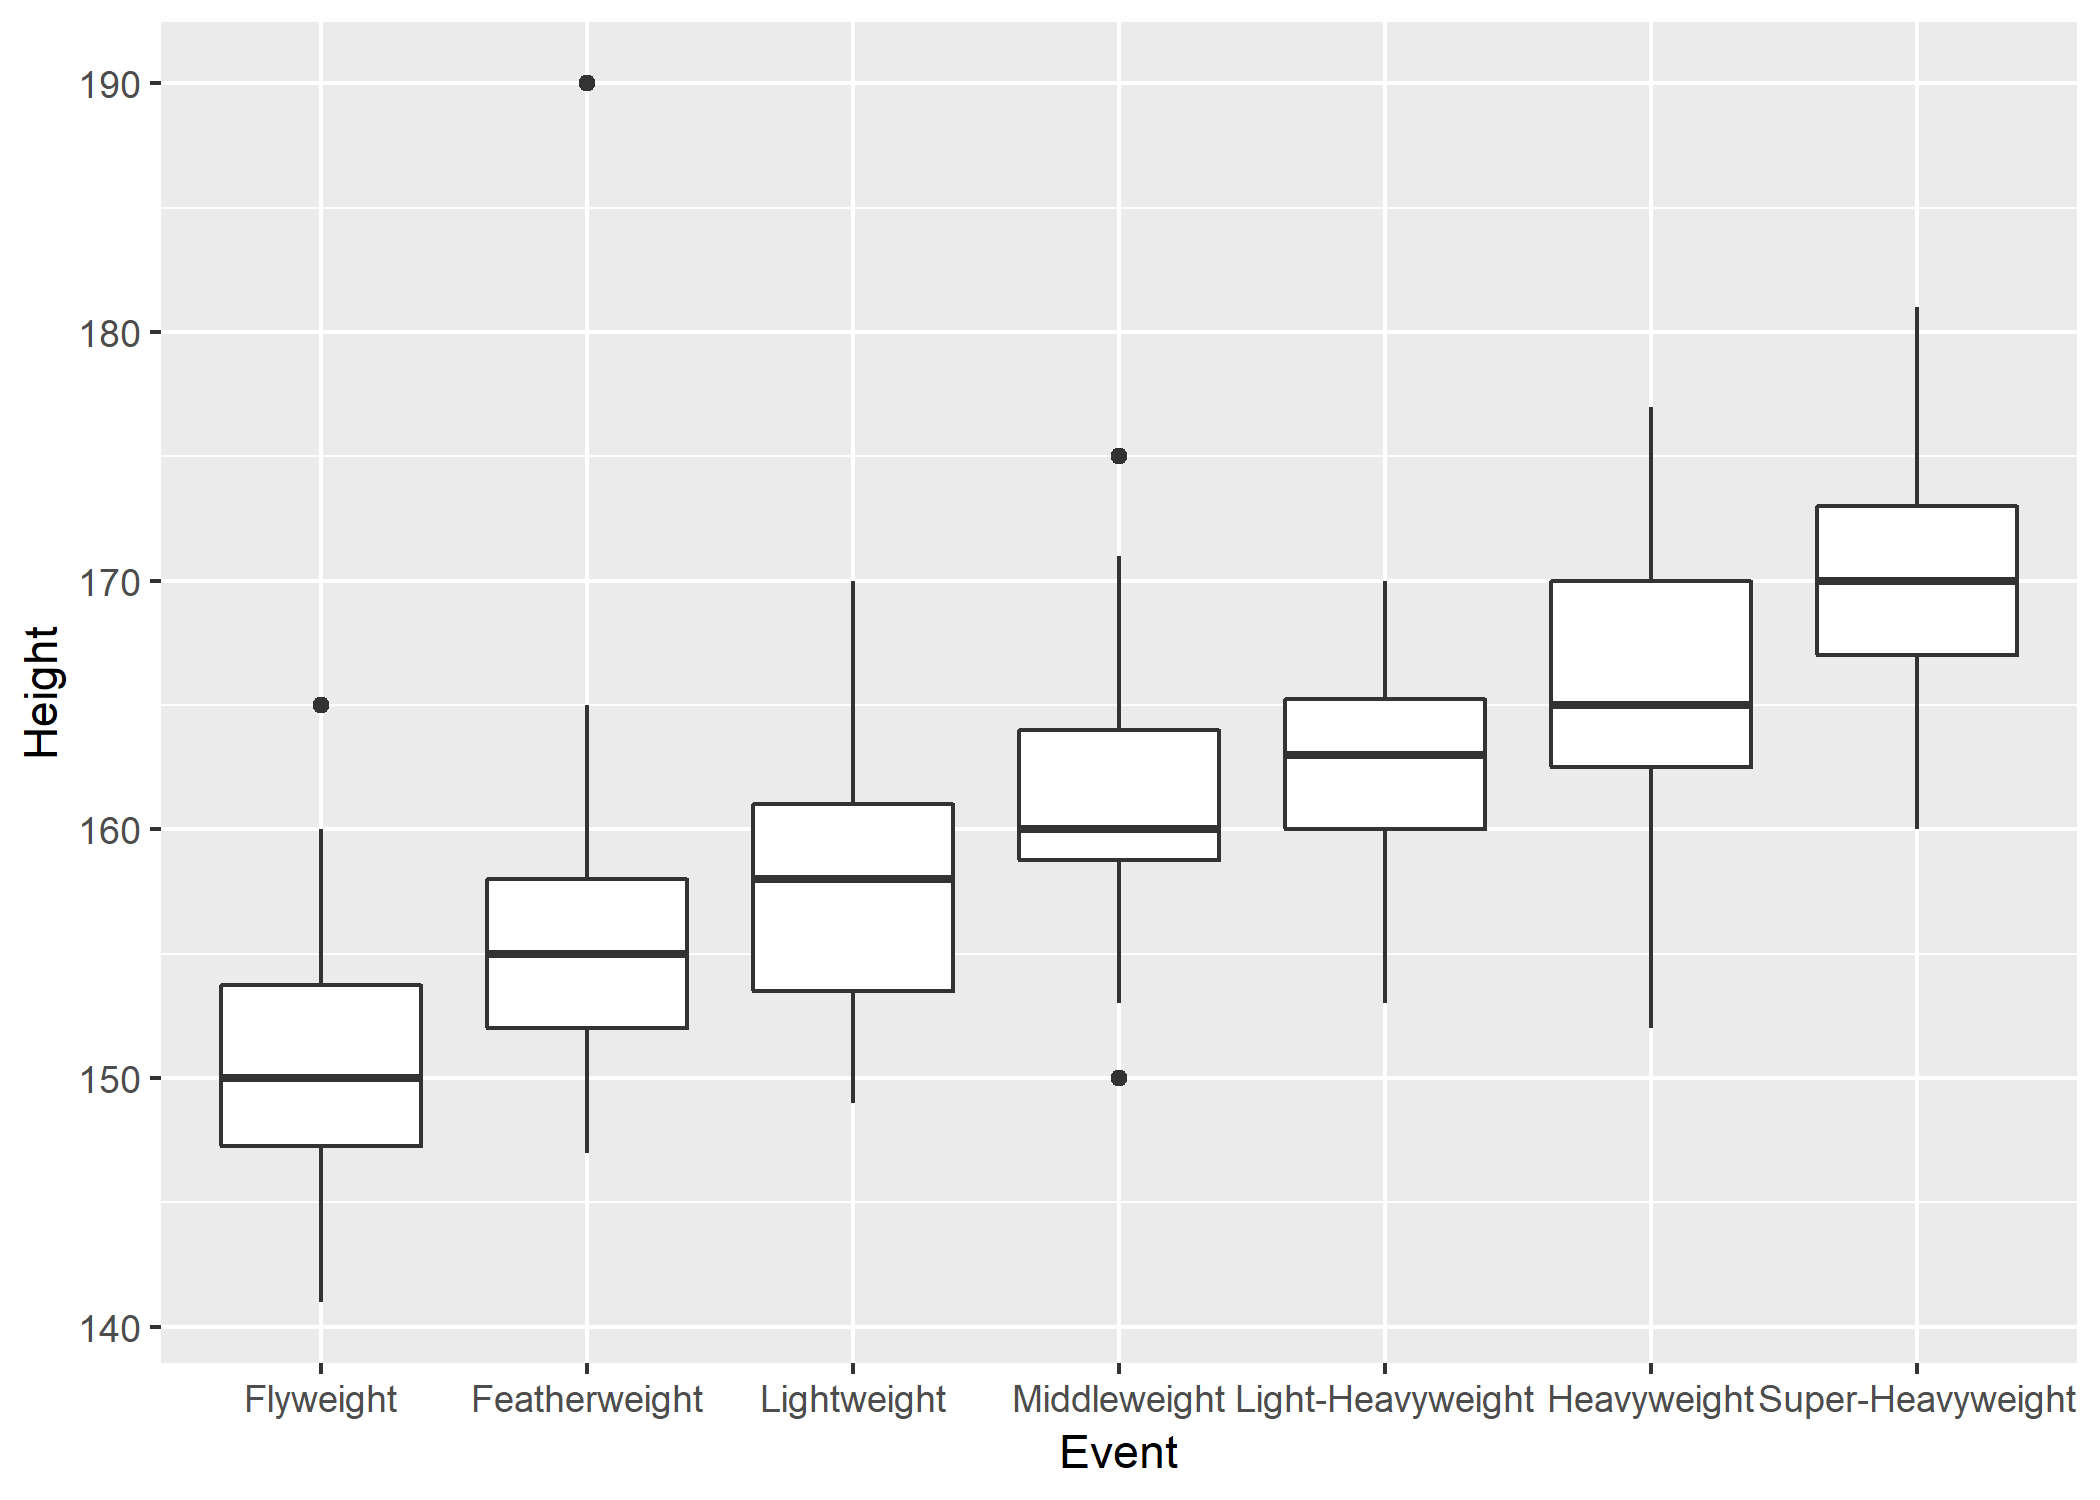 Height
190
180
170
160
150
140
Flyweight Featherweight Lightweight Middleweight Light-Heavyweight Heavyweight Super-Heavyweight
Event